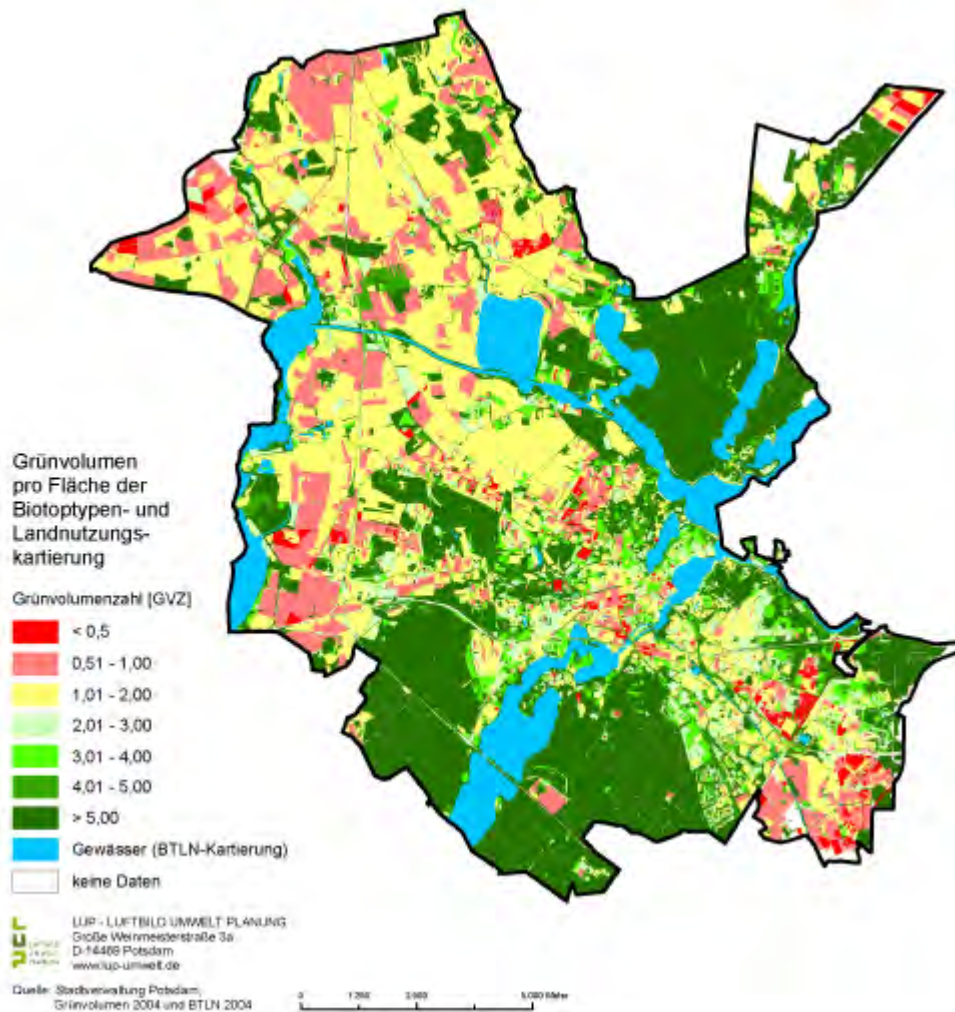 Grünvolumen
pro Fläche der
Biotoptypen- und
Landnutzungs-
kartierung
Grünvolumenzahl [GVZ]
< 0,5
0,51 - 1,00
1,01 - 2,00
2,01 - 3,00
3,01 - 4,00
4,01 - 5,00
> 5,00
Gewässer (BTLN-Kartierung)
keine Daten
LUP - LUFTBILD UMWELT PLANUNG
Große Weinmeisterstraße 3a
D-14469 Potsdam
www.lup-umwelt.de
Quelle: Stadtverwaltung Potsdam,
Grünvolumen 2004 und BTLN 2004
0
5.000 Meter